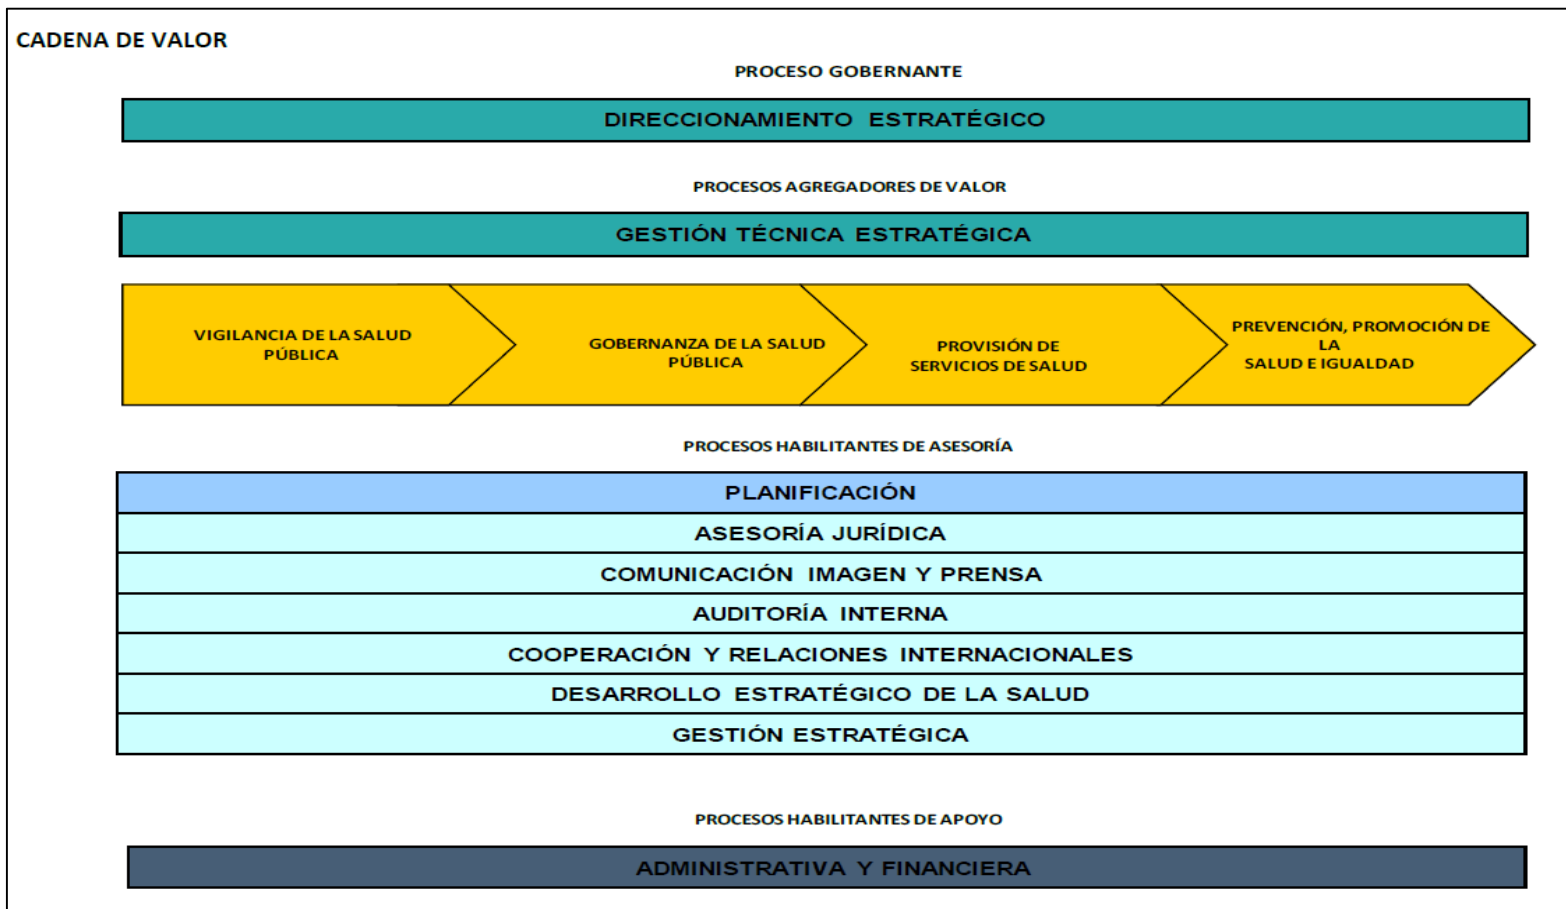 CADENA DE VALOR
PROCESO GOBERNANTE
DIRECCIONAMIENTO ESTRATÉGICO
PROCESOS AGREGADORES DE VALOR
GESTIÓN TÉCNICA ESTRATÉGICA
VIGILANCIA DE LA SALUD
PÚBLICA
GOBERNANZA DE LA SALUD
PÚBLICA
PROVISIÓN DE
SERVICIOS DE SALUD
PREVENCIÓN, PROMOCIÓN DE
LA
SALUD E IGUALDAD
PROCESOS HABILITANTES DE ASESORÍA
PLANIFICACIÓN
ASESORÍA JURÍDICA
COMUNICACIÓN IMAGEN Y PRENSA
AUDITORÍA INTERNA
COOPERACIÓN Y RELACIONES INTERNACIONALES
DESARROLLO ESTRATÉGICO DE LA SALUD
GESTIÓN ESTRATÉGICA
PROCESOS HABILITANTES DE APOYO
ADMINISTRATIVA Y FINANCIERA